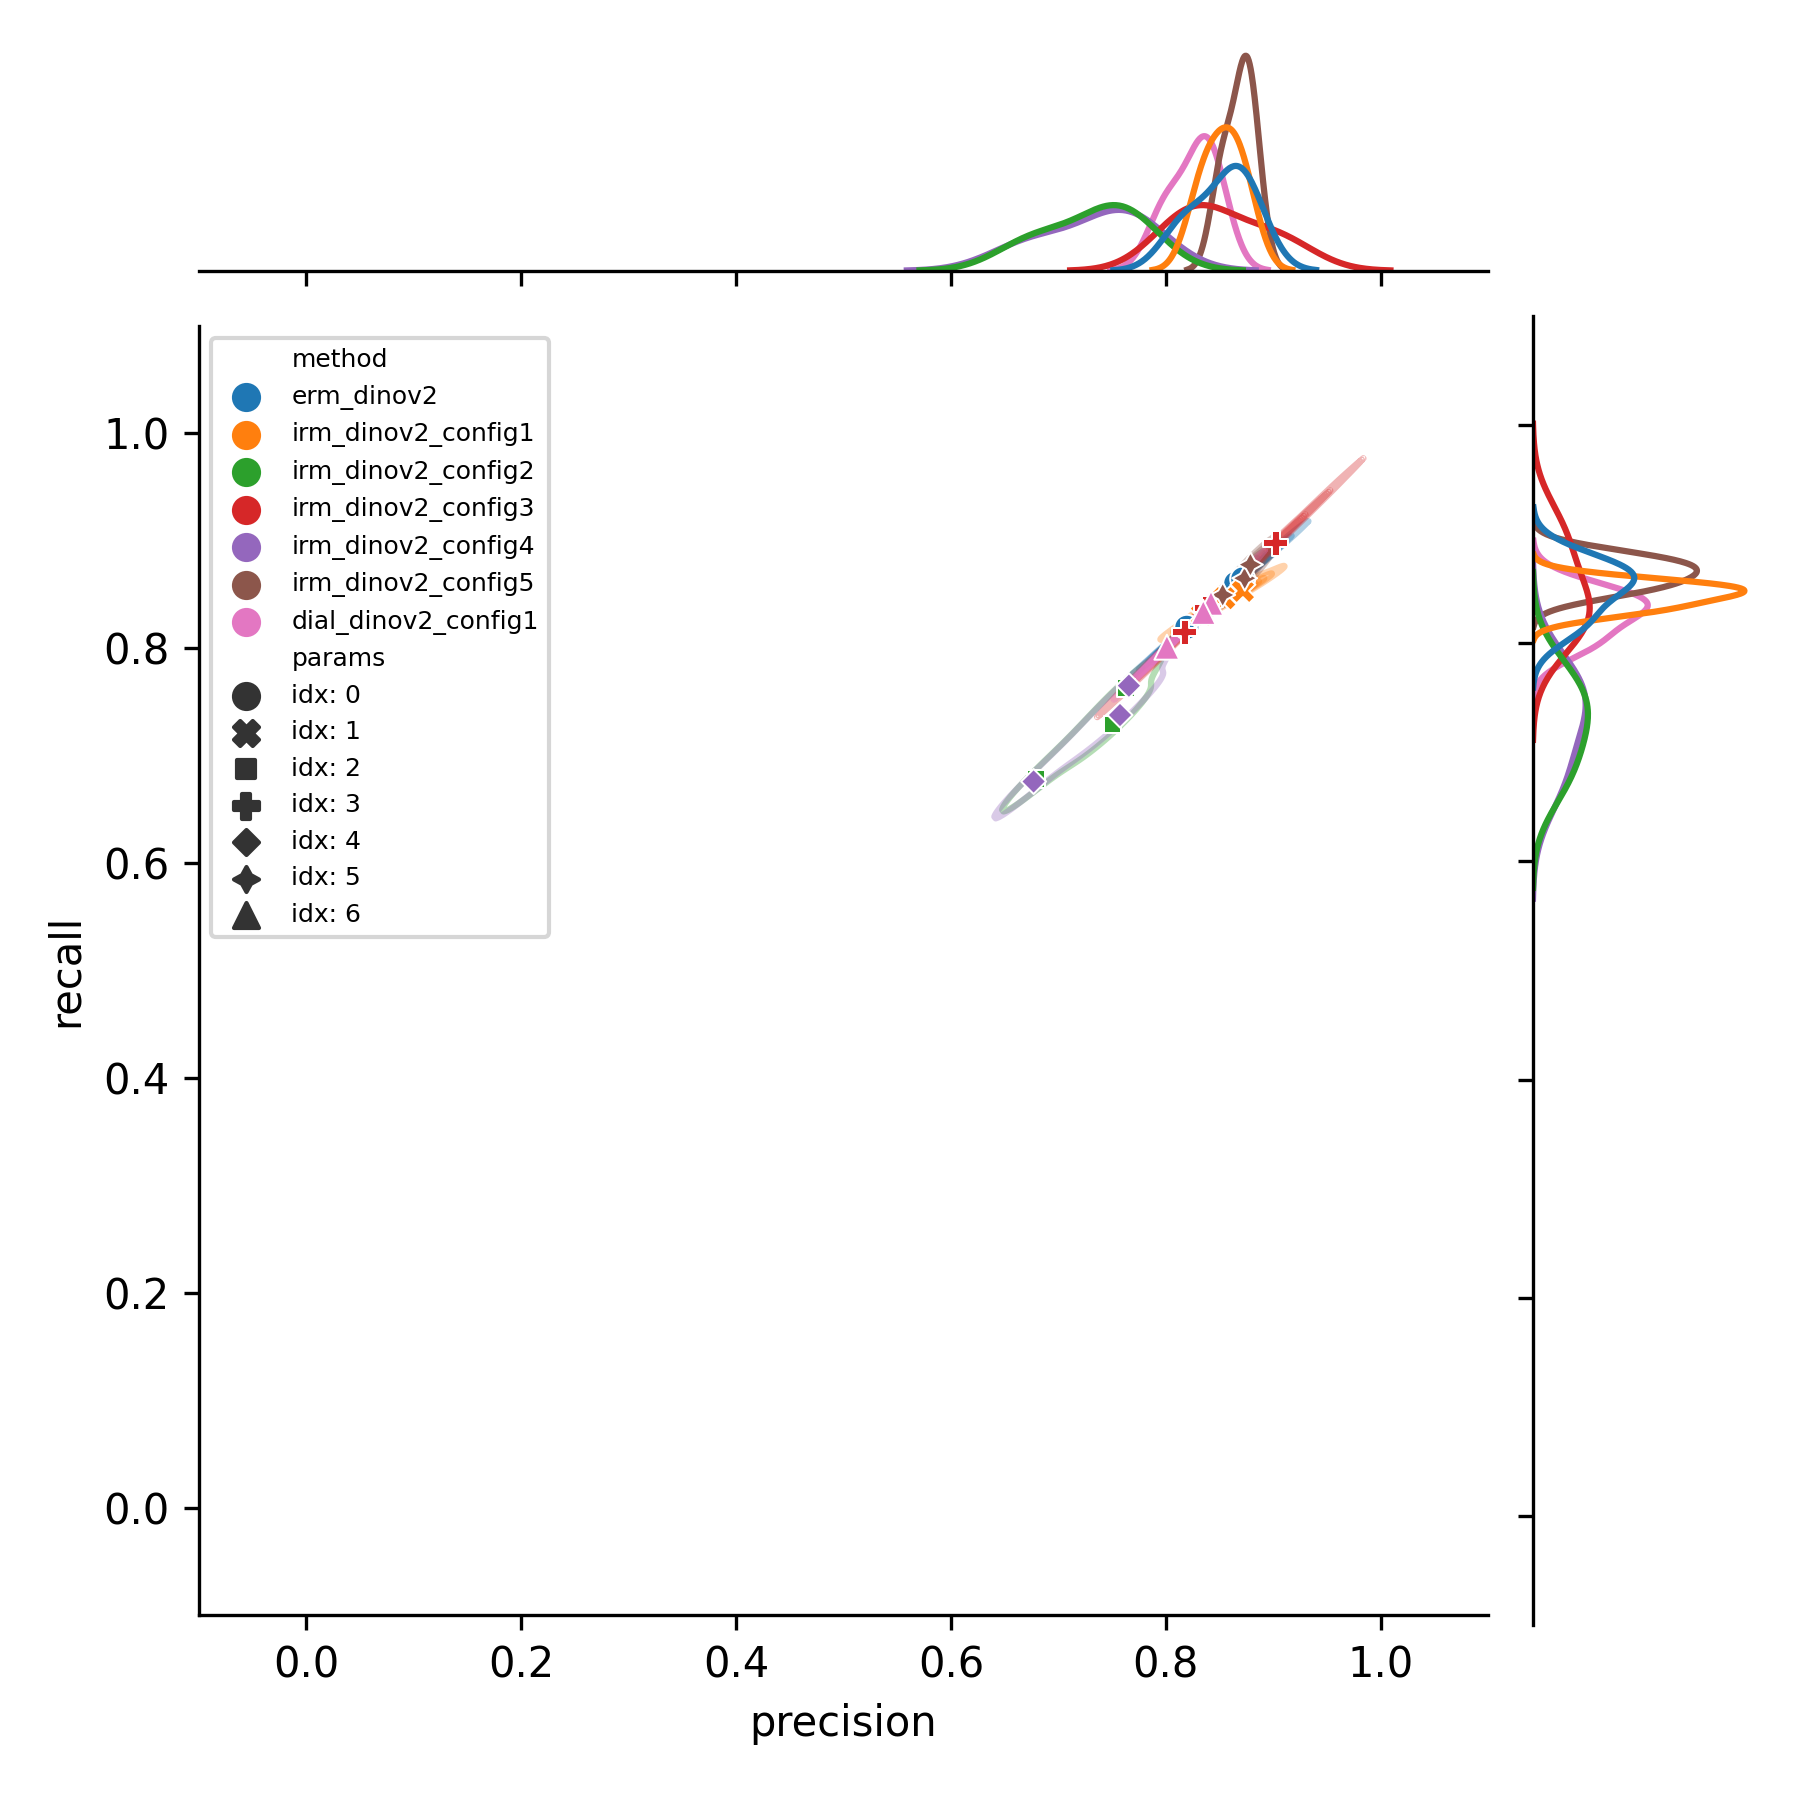 method
erm_dinov2
irm_dinov2_config1
irm_dinov2_config2
irm_dinov2_config3
irm_dinov2_config4
irm_dinov2_config5
dial_dinov2_config1
params
idx: 0
idx: 1
idx: 2
idx: 3
idx: 4
idx: 5
idx: 6
1.0
0.8
0.6
0.4
0.2
0.0
recall
0.0 0.2 0.4 0.6 0.8 1.0
precision